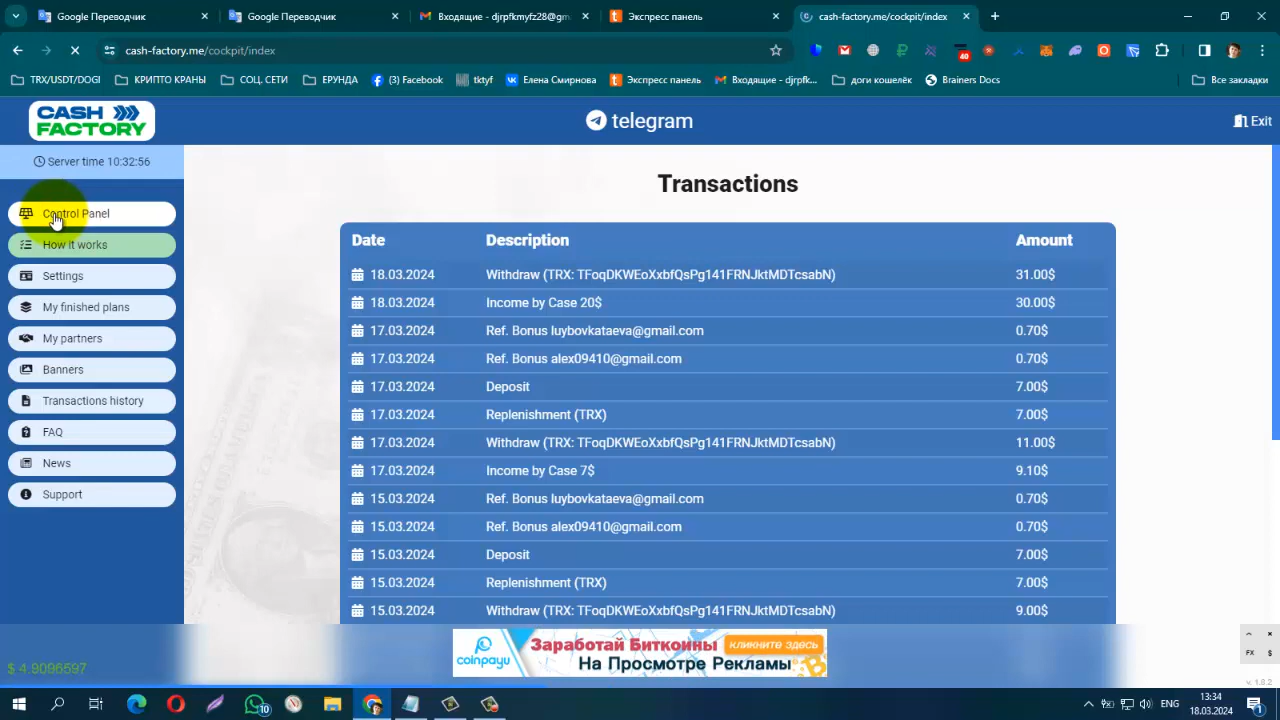 Google Переводчик
Google Переводчик
Входящие - djrpfkmyfz28@gm
Экспресс панель
cash-factory.me/cockpit/index
cash-factory.me/cockpit/index
40
TRX/USDT/DOGI
КРИПТО КРАНЫ
СОЦ. СЕТИ
ЕРУНДА
(3) Facebook
tktyf
Елена Смирнова
Экспресс панель
Входящие - djrpfk...
доги кошелёк
Brainers Docs
Все закладки
CASH
FACTORY
telegram
Exit
Server time 10:32:56
Control Panel
How it works
Settings
My finished plans
My partners
Banners
Transactions history
FAQ
News
Support
Transactions
Date Description Amount
18.03.2024 Withdraw (TRX: TFoqDKWEoXxbfQsPg141FRNJktMDTcsabN) 31.00$
18.03.2024 Income by Case 20$ 30.00$
17.03.2024 Ref. Bonus luybovkataeva@gmail.com 0.70$
17.03.2024 Ref. Bonus alex09410@gmail.com 0.70$
17.03.2024 Deposit 7.00$
17.03.2024 Replenishment (TRX) 7.00$
17.03.2024 Withdraw (TRX: TFoqDKWEoXxbfQsPg141FRNJktMDTcsabN) 11.00$
17.03.2024 Income by Case 7$ 9.10$
15.03.2024 Ref. Bonus luybovkataeva@gmail.com 0.70$
15.03.2024 Ref. Bonus alex09410@gmail.com 0.70$
15.03.2024 Deposit 7.00$
15.03.2024 Replenishment (TRX) 7.00$
15.03.2024 Withdraw (TRX: TFoqDKWEoXxbfQsPg141FRNJktMDTcsabN) 9.00$
coinpayu
Заработай Биткоины
кликните здесь
На Просмотре Рекламы
$ 4.9096597
FX $
v. 1.8.2
10
ENG
13:34
18.03.2024
1